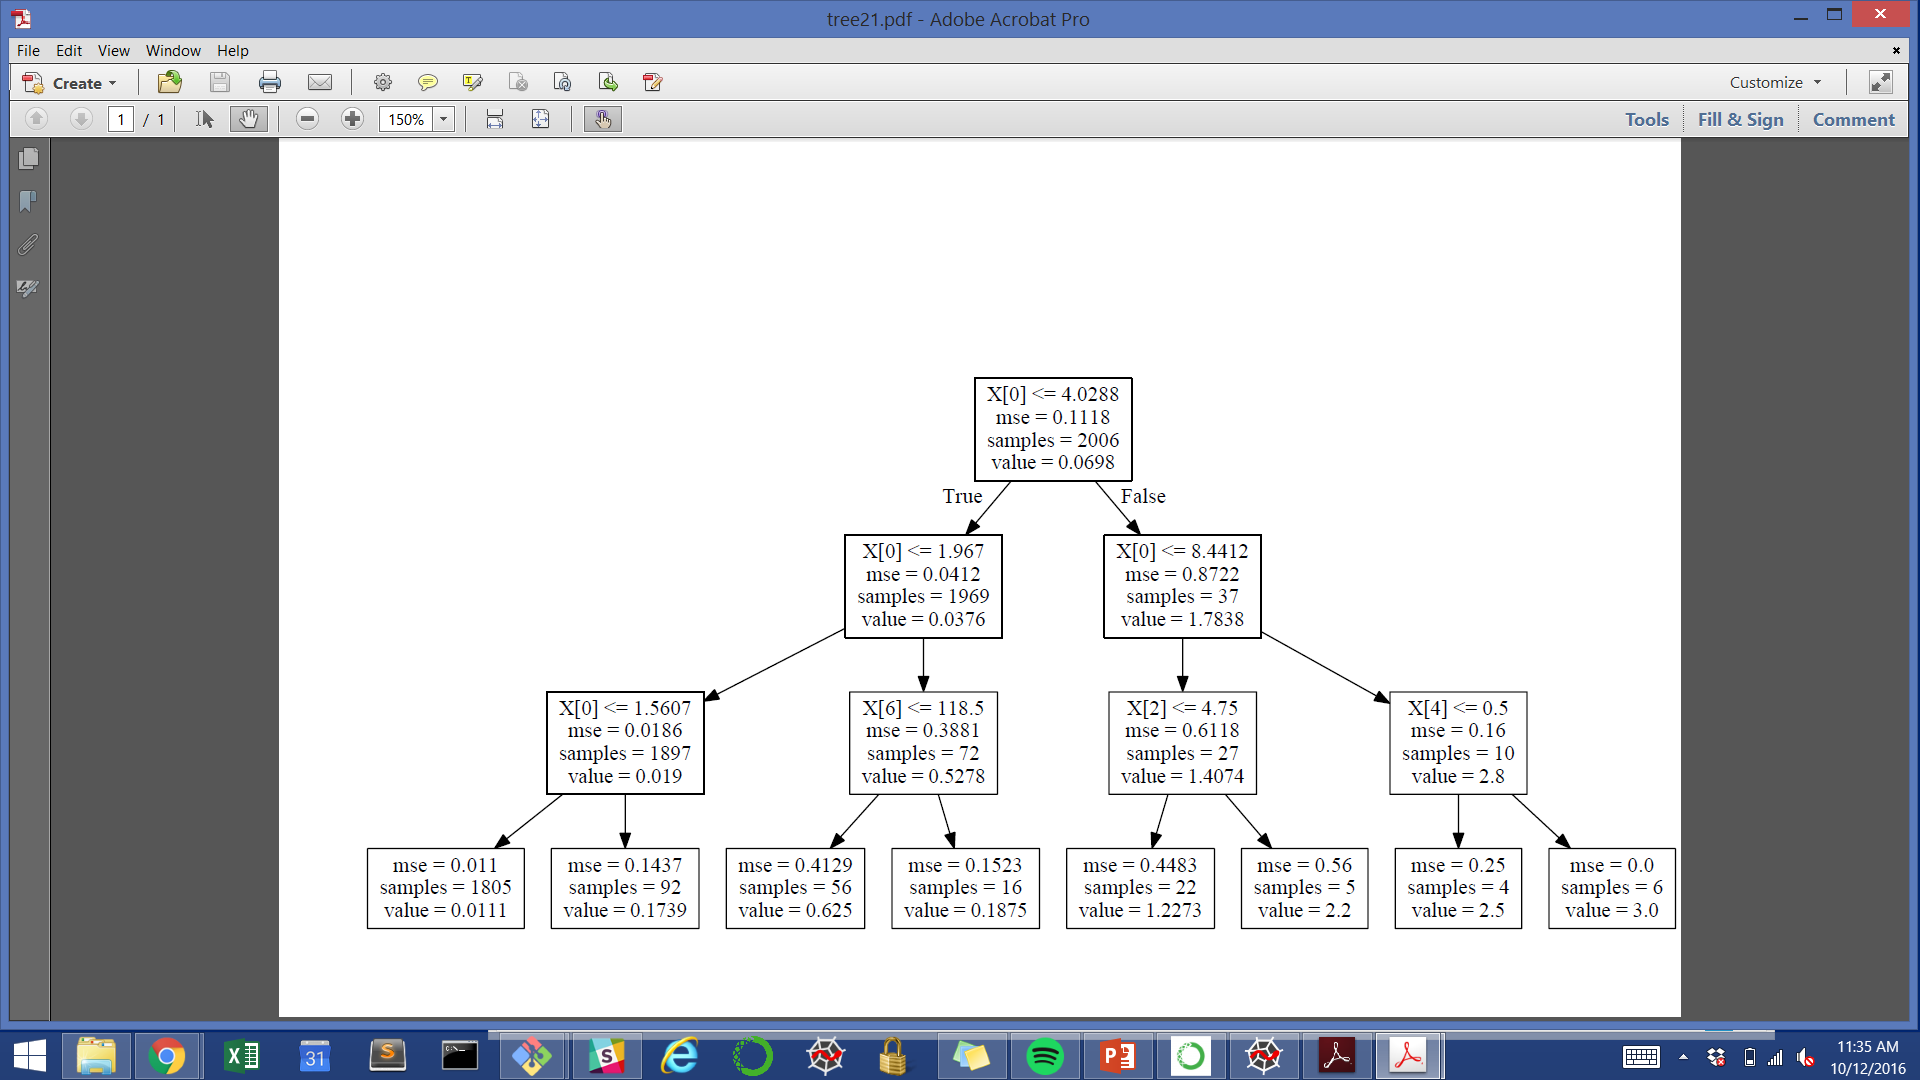 tree21.pdf - Adobe Acrobat Pro
File Edit View Window Help
Create
Customize
1 / 1
150%
Tools
Fill & Sign
Comment
X[0] <= 4.0288
mse = 0.1118
samples = 2006
value = 0.0698
True
False
X[0] <= 1.967
mse = 0.0412
samples = 1969
value = 0.0376
X[0] <= 8.4412
mse = 0.8722
samples = 37
value = 1.7838
X[0] <= 1.5607
mse = 0.0186
samples = 1897
value = 0.019
X[6] <= 118.5
mse = 0.3881
samples = 72
value = 0.5278
X[2] <= 4.75
mse = 0.6118
samples = 27
value = 1.4074
X[4] <= 0.5
mse = 0.16
samples = 10
value = 2.8
mse = 0.011
samples = 1805
value = 0.0111
mse = 0.1437
samples = 92
value = 0.1739
mse = 0.4129
samples = 56
value = 0.625
mse = 0.1523
samples = 16
value = 0.1875
mse = 0.4483
samples = 22
value = 1.2273
mse = 0.56
samples = 5
value = 2.2
mse = 0.25
samples = 4
value = 2.5
mse = 0.0
samples = 6
value = 3.0
31
11:35 AM
10/12/2016